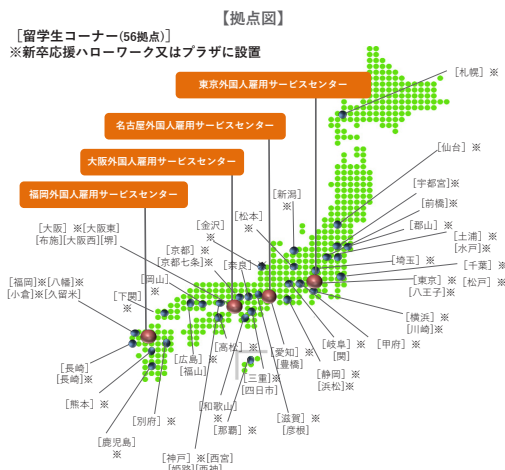 【拠点図】
［留学生コーナー(56拠点)］
※新卒応援ハローワーク又はプラザに設置
東京外国人雇用サービスセンター
名古屋外国人雇用サービスセンター
大阪外国人雇用サービスセンター
福岡外国人雇用サービスセンター
［札幌］※
［仙台］※
［宇都宮]※
［前橋]※
［郡山］※
［土浦］※
[水戸]※
［千葉］※
［埼玉］※
［東京］※
[八王子]※
［松戸］※
［横浜］※
[川崎]※
［甲府］※
［岐阜］※
[関]
［静岡］※
[浜松]※
［愛知］※
[豊橋]
［滋賀］※
[彦根]
［三重]※
[四日市]
［新潟］
※
［松本］
※
［金沢］
※
［京都］※
[京都七条]※
［奈良］※
［大阪］※[大阪東]
[布施][大阪西][堺]
［岡山］
※
［下関］
※
［福岡]※[八幡]※
[小倉]※[久留米]
［長崎］
[長崎]※
［熊本］※
［鹿児島］
※
［別府］※
［広島］※
[福山]
［高松］※
［和歌山］
※
［那覇］※
［神戸］※[西宮]
[姫路][西神]